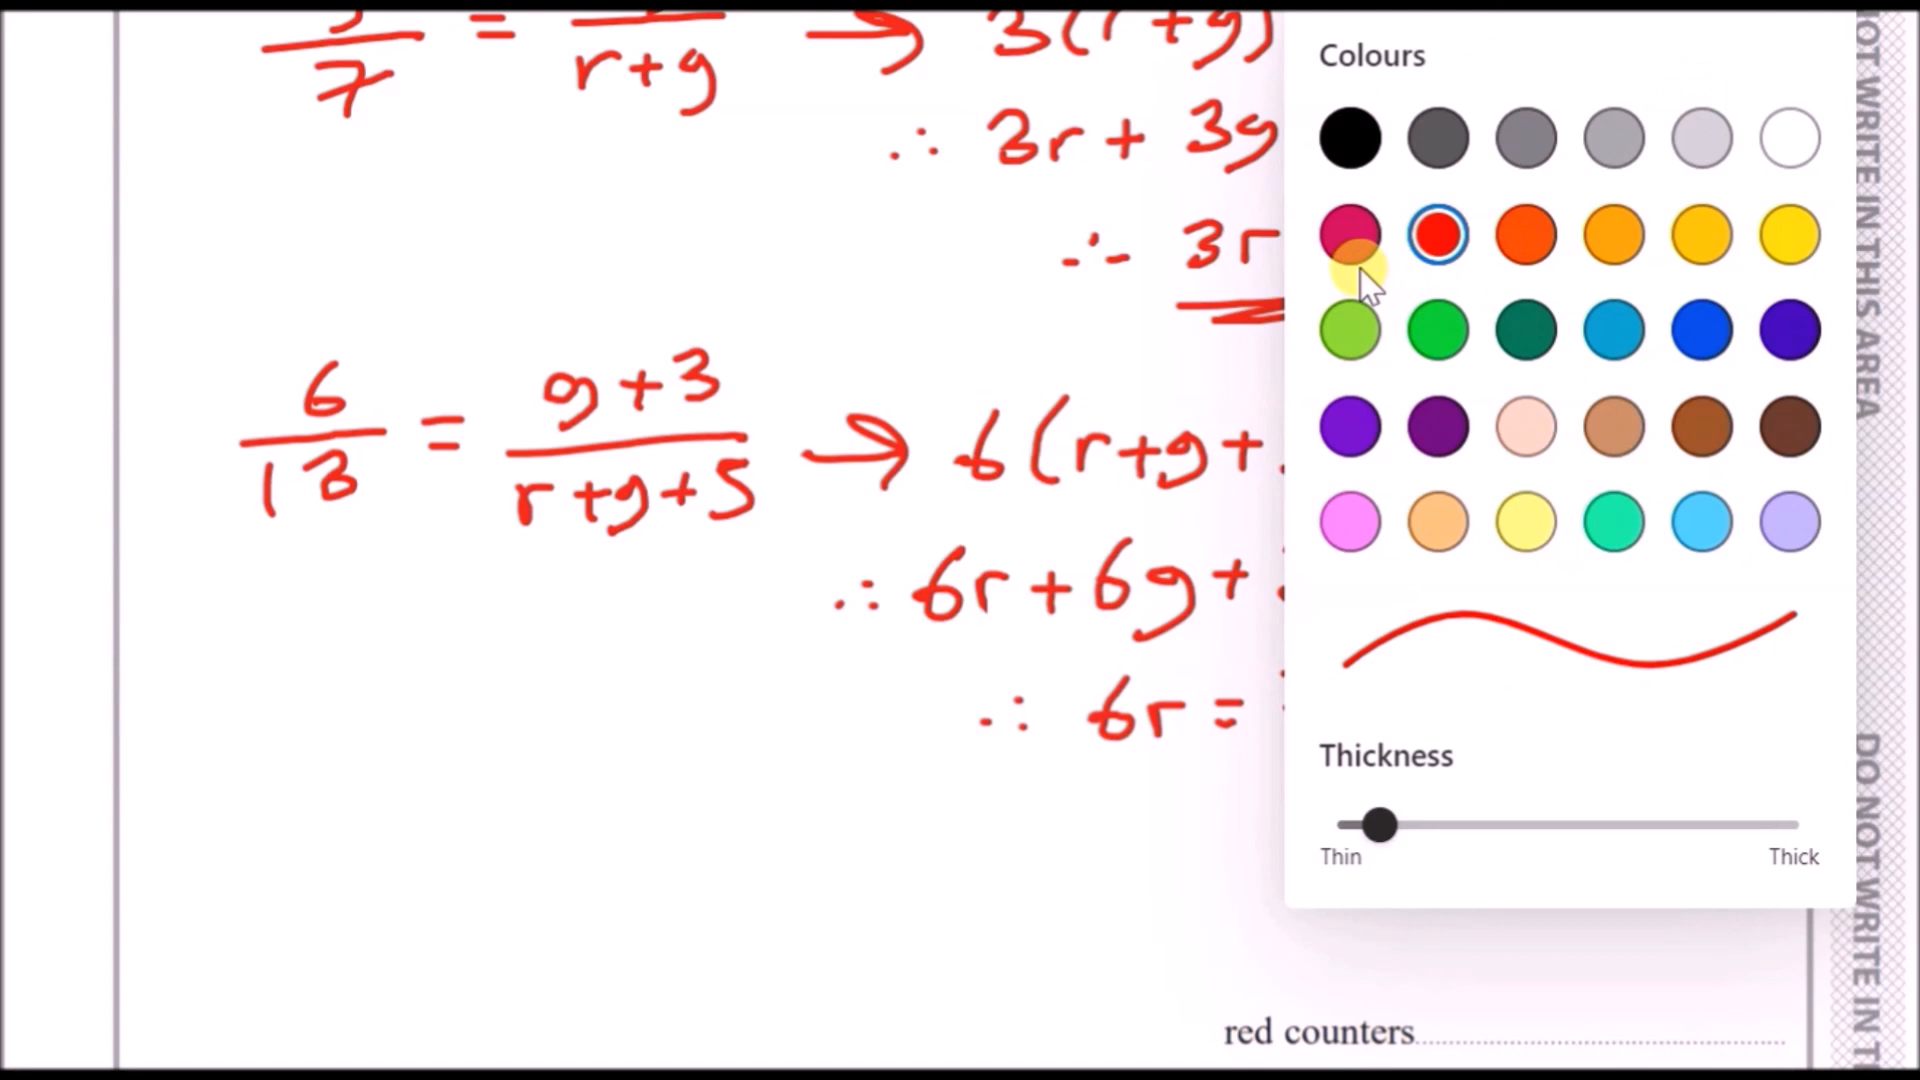 7 = r+g → 3(r+g)
∴ 3r + 3g
∴ 3r
6/13 = g+3/r+g+5 → 6(r+g+
∴ 6r + 6g +
∴ 6r =
red counters
Colours
Thickness
Thin Thick
OT WRITE IN THIS AREA
DO NOT WRITE IN T